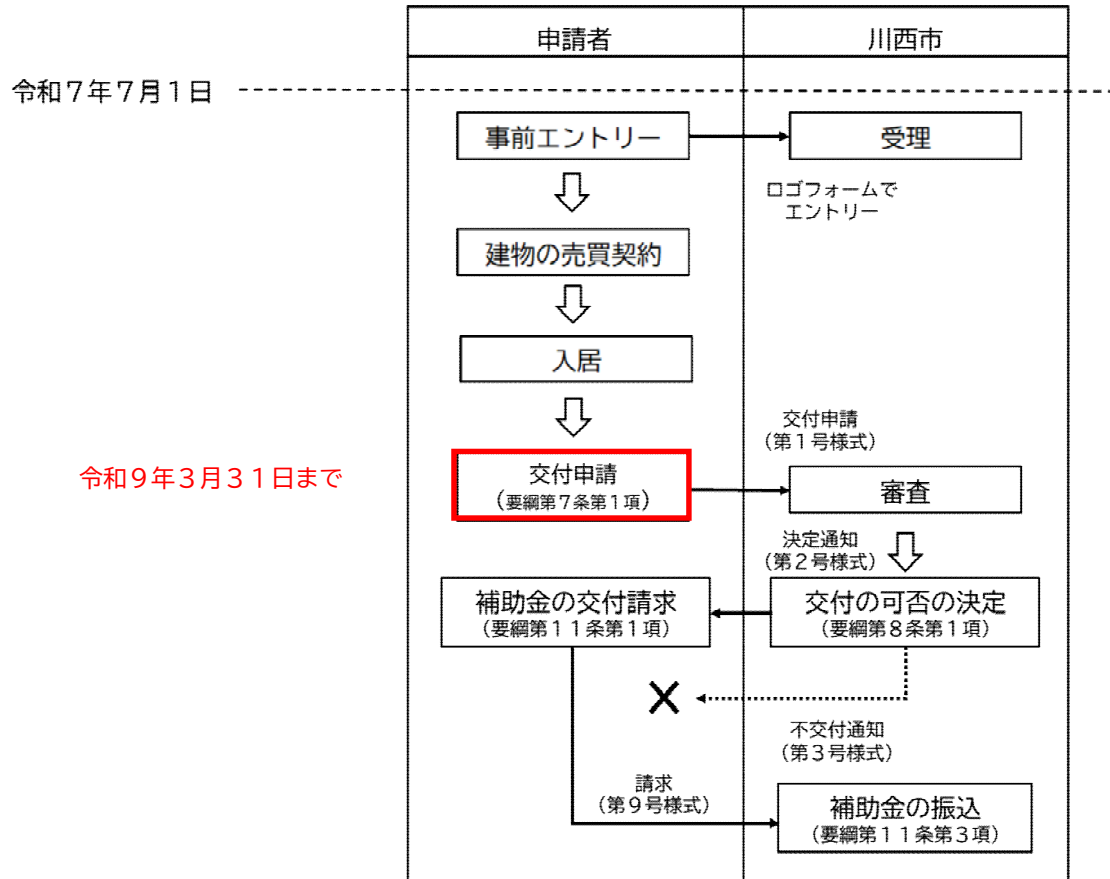 申請者
川西市
令和７年７月１日
事前エントリー
受理
ロゴフォームで
エントリー
建物の売買契約
入居
交付申請
（第１号様式）
令和９年３月３１日まで
交付申請
（要綱第７条第１項）
審査
決定通知
（第２号様式）
補助金の交付請求
（要綱第１１条第１項）
交付の可否の決定
（要綱第８条第１項）
不交付通知
（第３号様式）
請求
（第９号様式）
補助金の振込
（要綱第１１条第３項）